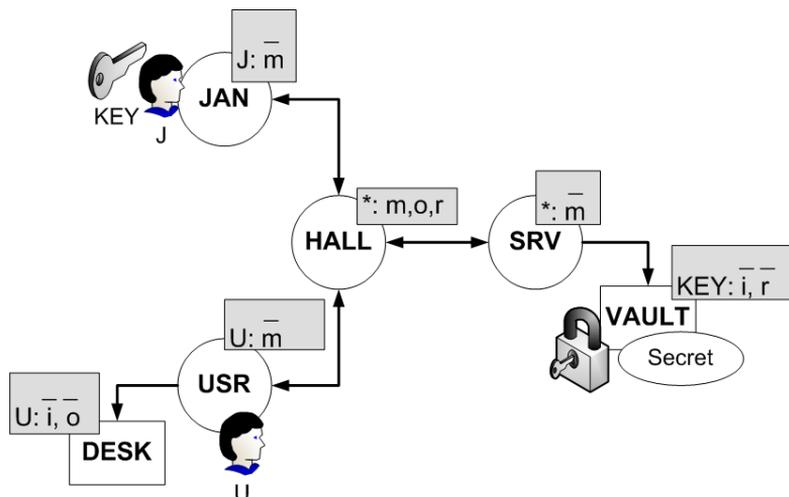 J: m̅
JAN
KEY
J
*: m,o,r
HALL
*: m̅
SRV
KEY: i̅, r̅
VAULT
Secret
U: m̅
USR
U: i̅, o̅
DESK
U